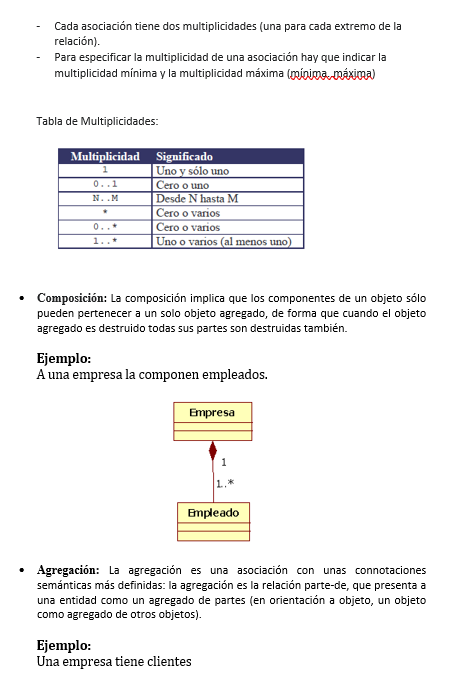 - Cada asociación tiene dos multiplicidades (una para cada extremo de la
relación).
- Para especificar la multiplicidad de una asociación hay que indicar la
multiplicidad mínima y la multiplicidad máxima (mínima..máxima)
Tabla de Multiplicidades:
Multiplicidad Significado
1 Uno y sólo uno
0..1 Cero o uno
N..M Desde N hasta M
* Cero o varios
0..* Cero o varios
1..* Uno o varios (al menos uno)
• Composición: La composición implica que los componentes de un objeto sólo
pueden pertenecer a un solo objeto agregado, de forma que cuando el objeto
agregado es destruido todas sus partes son destruidas también.
Ejemplo:
A una empresa la componen empleados.
Empresa
1
1..*
Empleado
• Agregación: La agregación es una asociación con unas connotaciones
semánticas más definidas: la agregación es la relación parte-de, que presenta a
una entidad como un agregado de partes (en orientación a objeto, un objeto
como agregado de otros objetos).
Ejemplo:
Una empresa tiene clientes